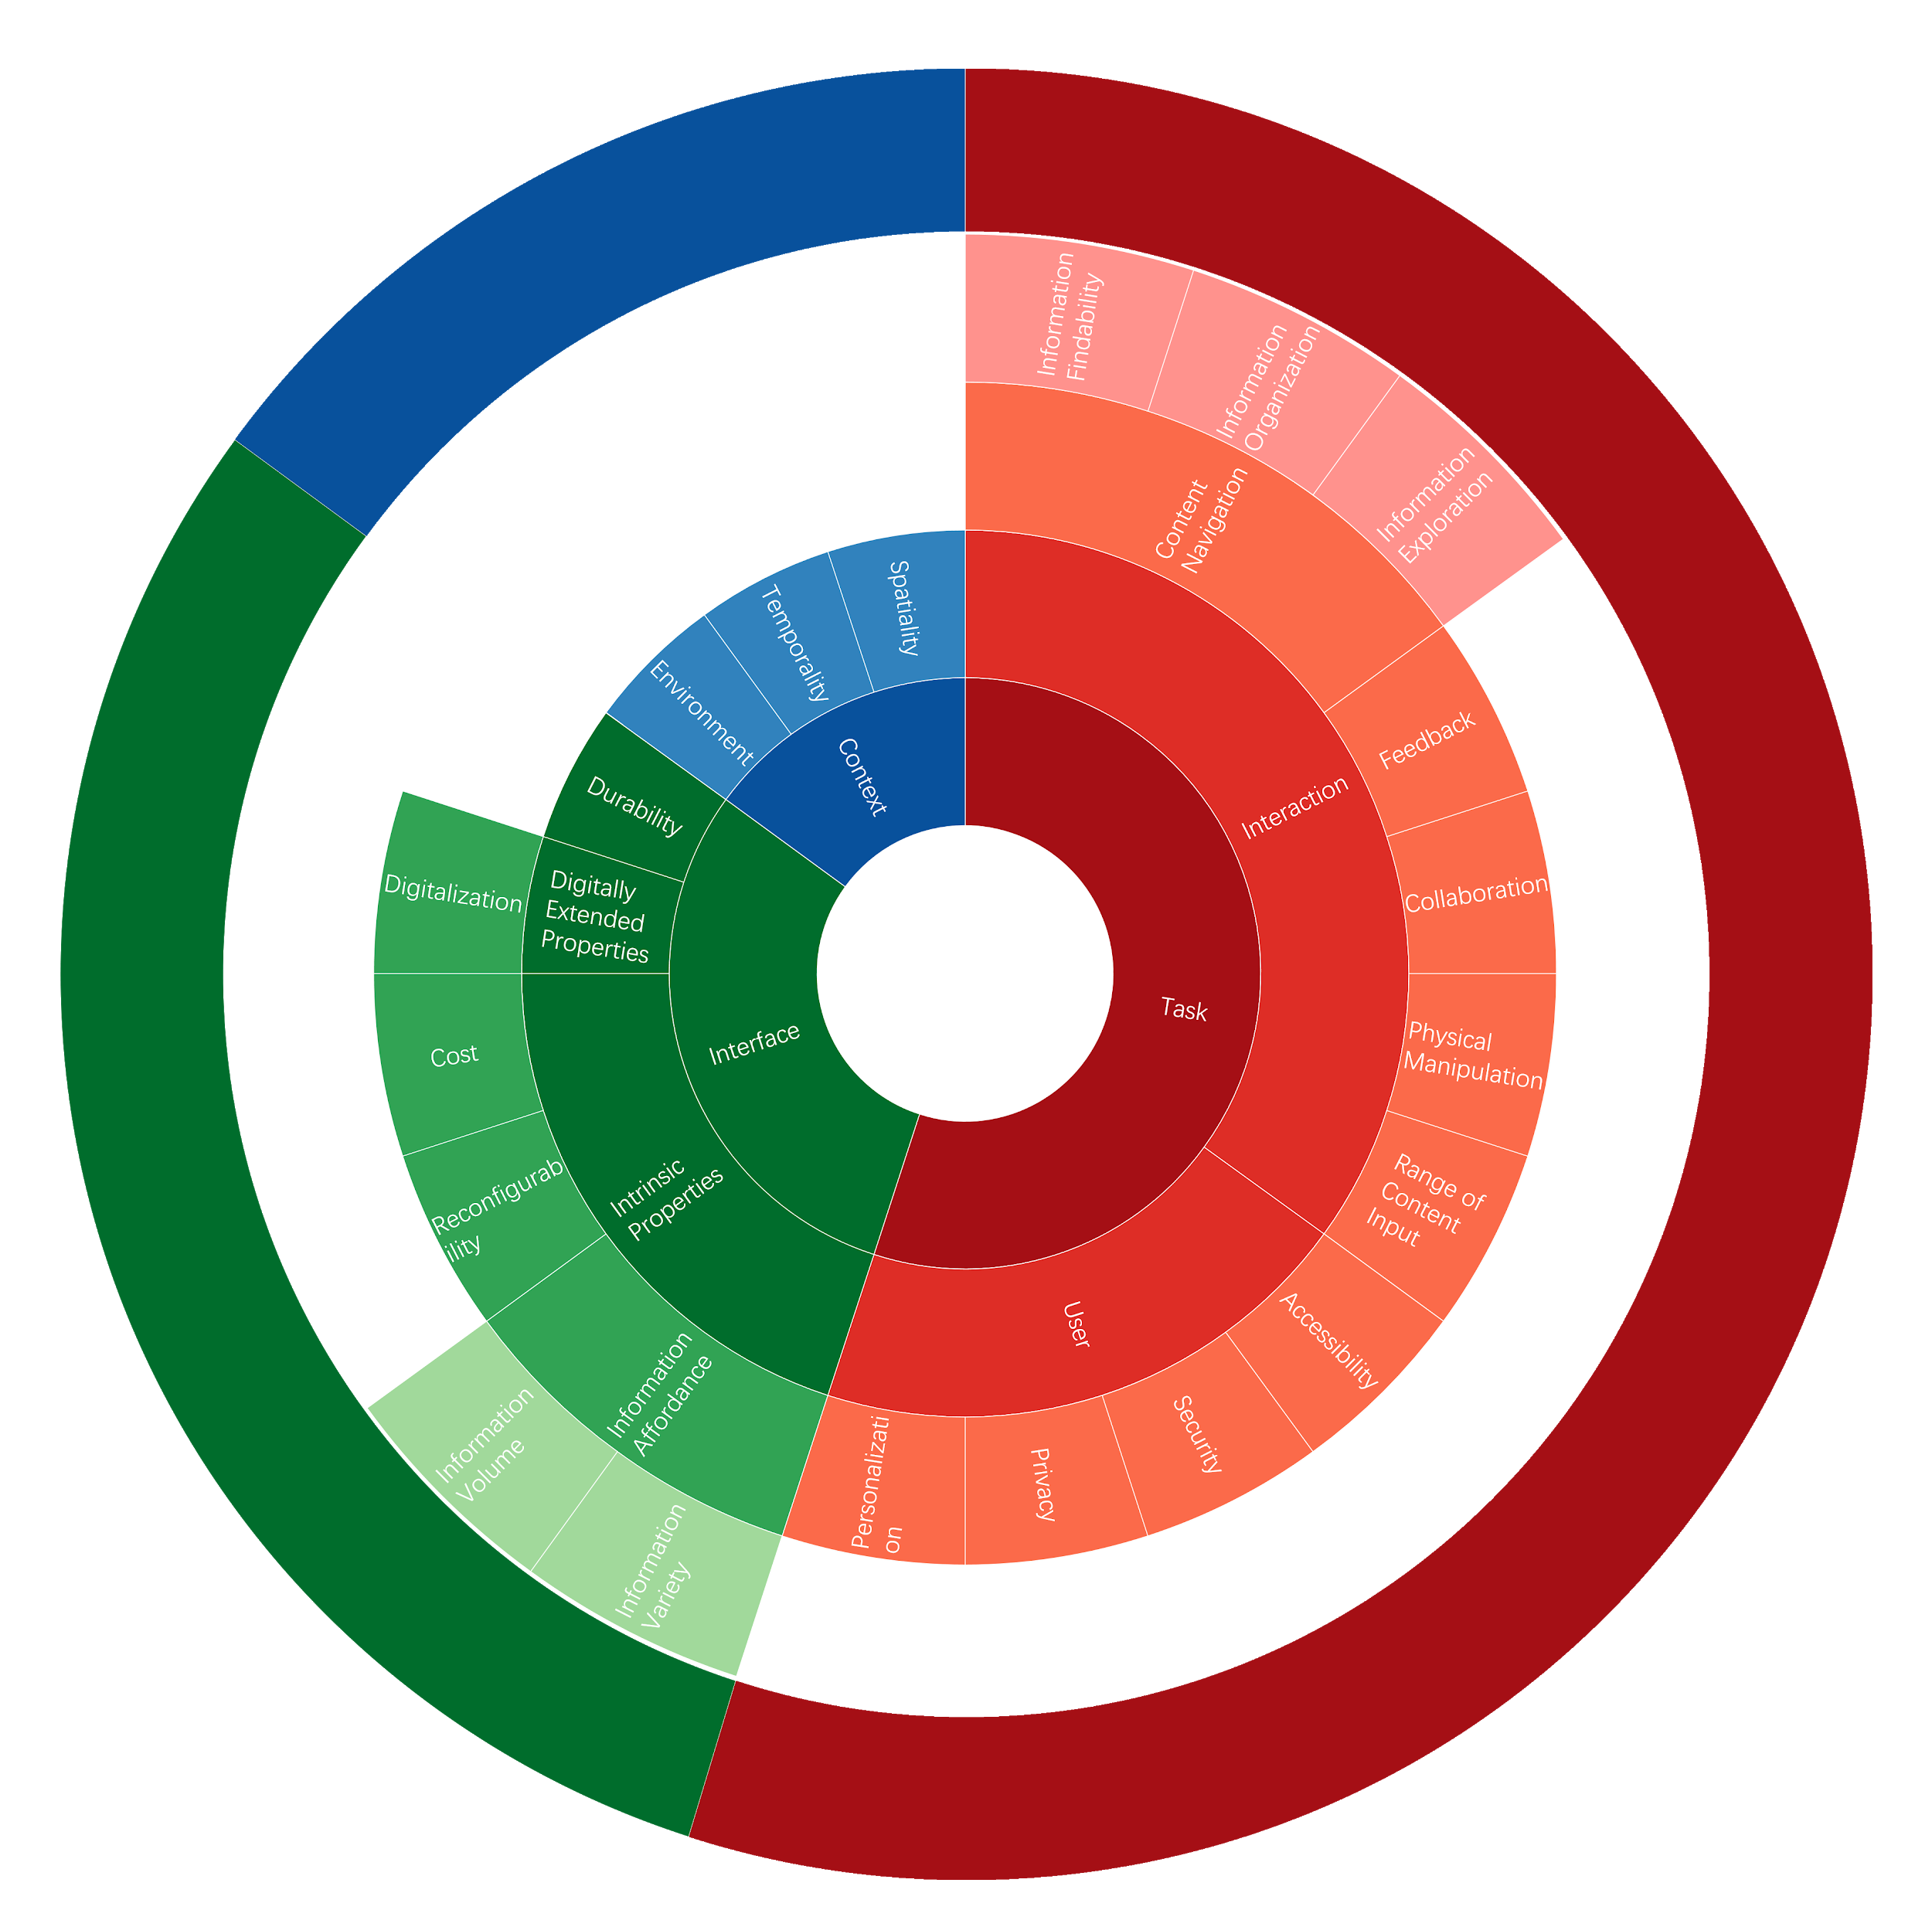 Information
Findability
Information
Organization
Information
Exploration
Content
Navigation
Feedback
Collaboration
Interaction
Physical
Manipulation
Range of
Content
Input
Task
Accessibility
Security
Privacy
Personalizati
on
User
Information
Variety
Information
Volume
Information
Affordance
Reconfigurab
ility
Cost
Intrinsic
Properties
Digitalization
Digitally
Extended
Properties
Durability
Interface
Environment
Temporality
Spatiality
Context